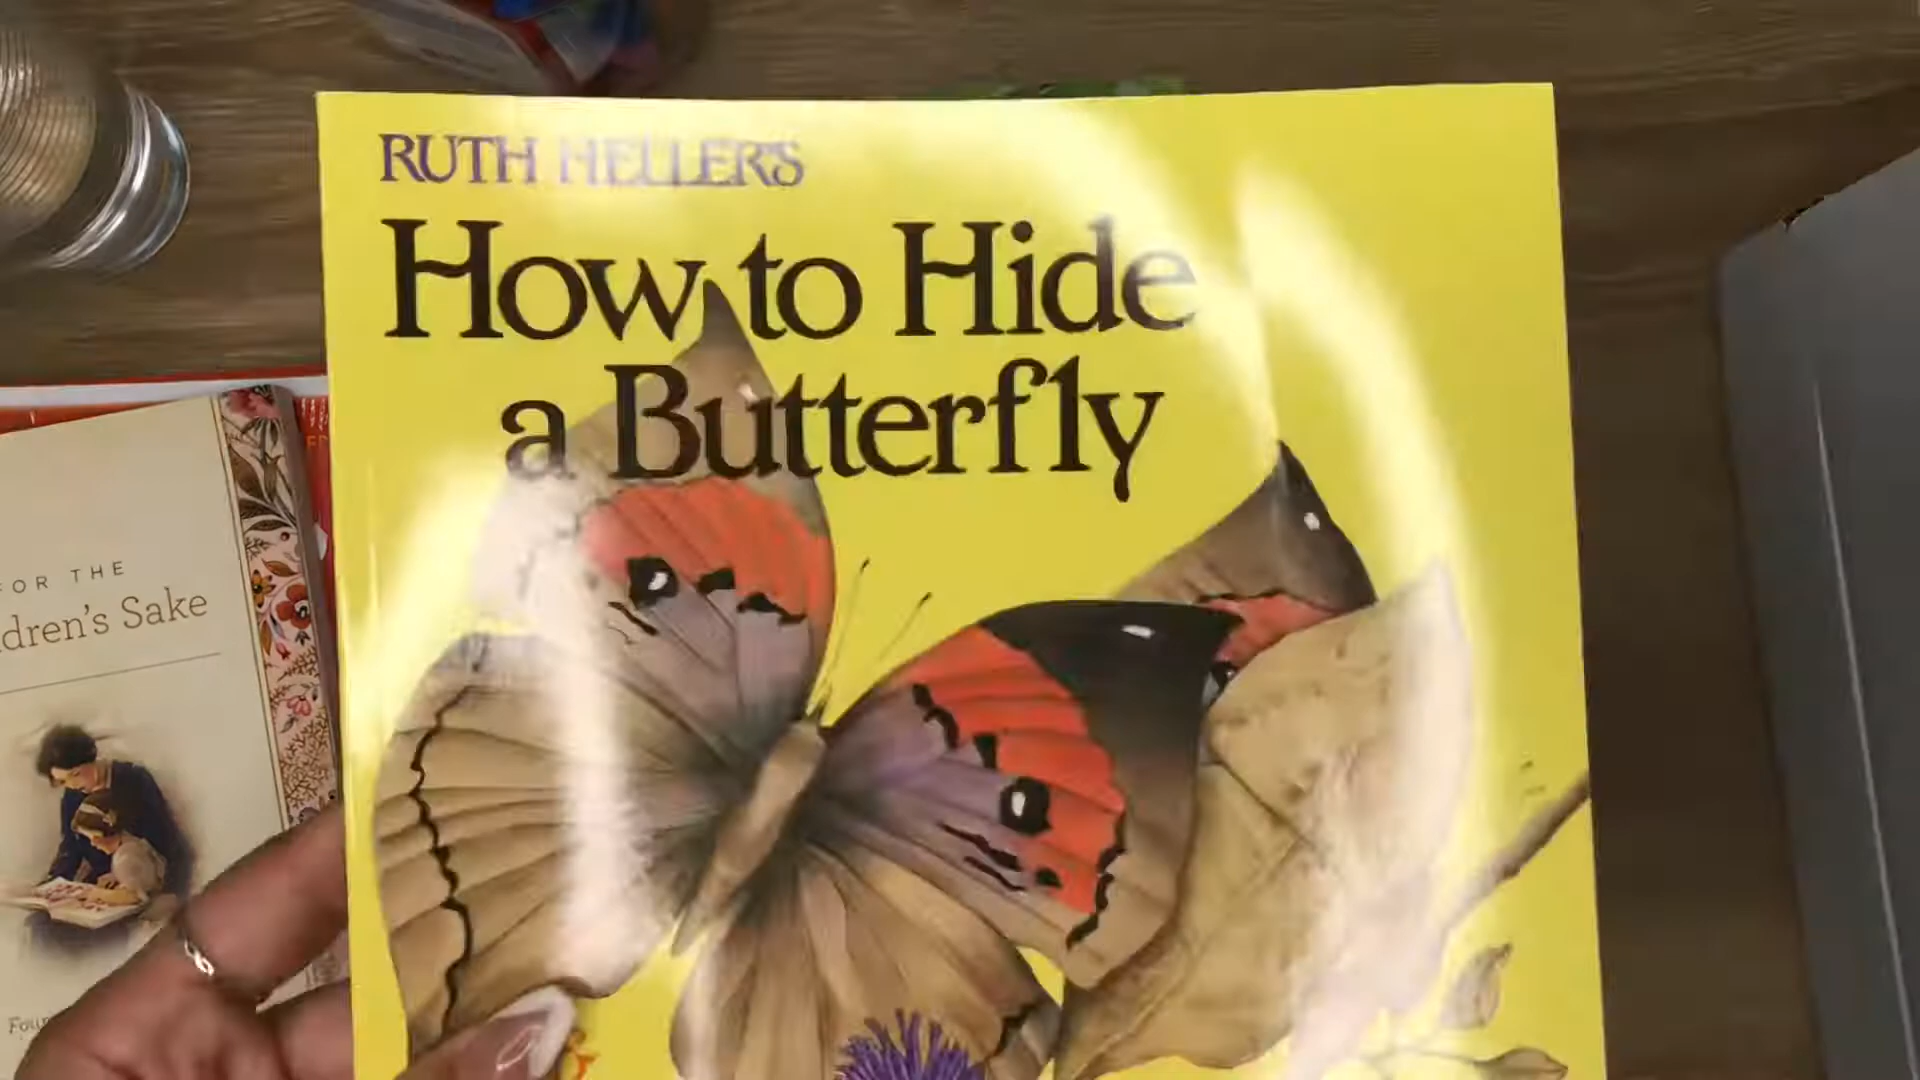 RUTH HELLER'S
How to Hide
a Butterfly
FOR THE
dren's Sake